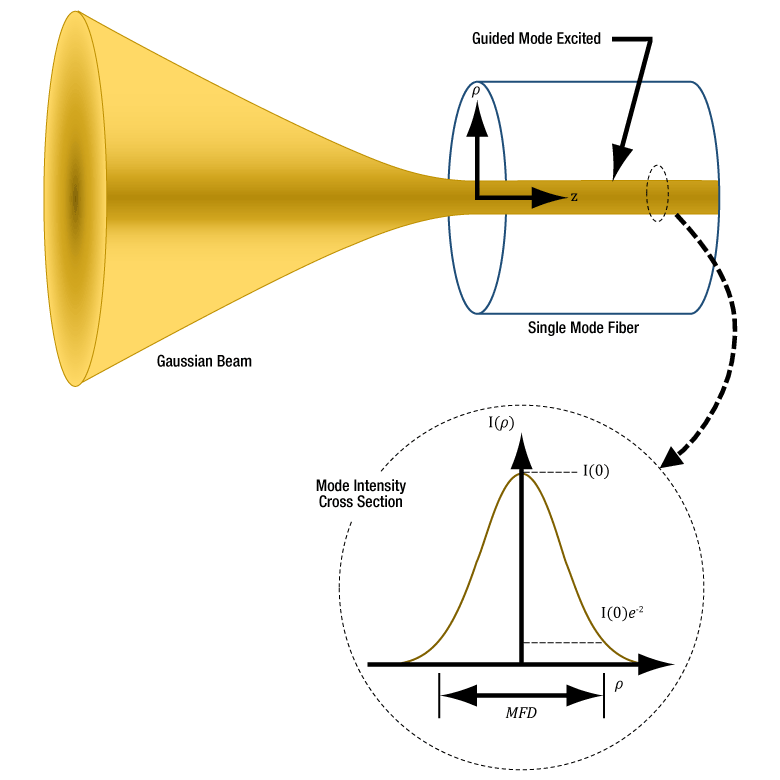 Guided Mode Excited
ρ
z
Single Mode Fiber
Gaussian Beam
I(ρ)
I(0)
Mode Intensity
Cross Section
I(0)e⁻²
ρ
MFD